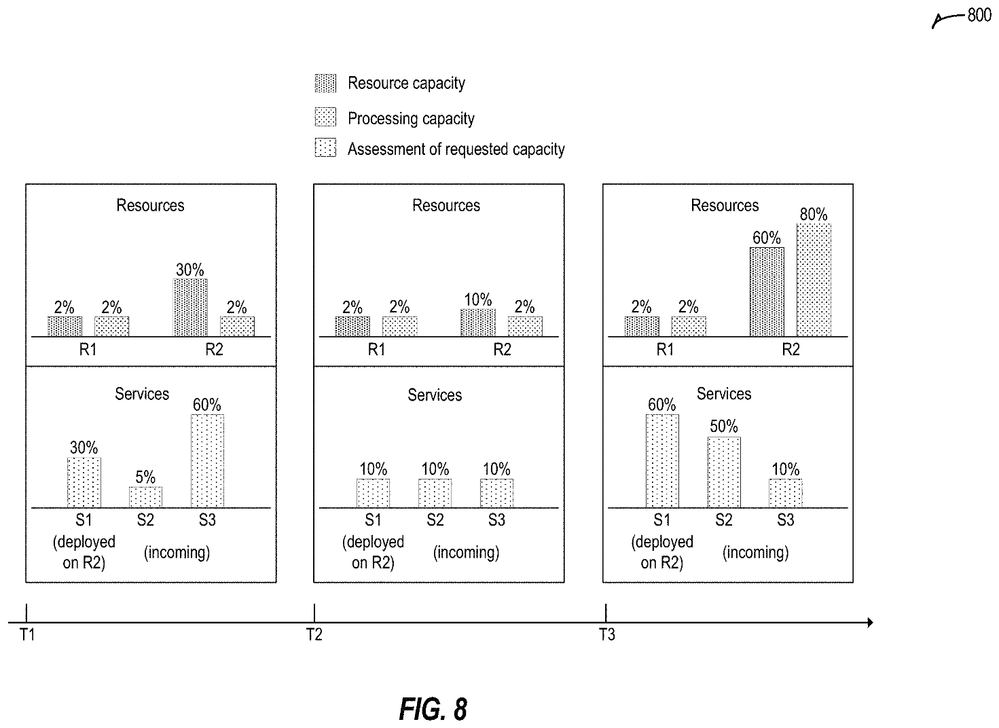 800
Resource capacity
Processing capacity
Assessment of requested capacity
Resources
30%
2% 2% 2%
R1 R2
Services
60%
30%
5%
S1 S2 S3
(deployed on R2) (incoming)
Resources
2% 2% 10% 2%
R1 R2
Services
10% 10% 10%
S1 S2 S3
(deployed on R2) (incoming)
Resources
80%
60%
2% 2%
R1 R2
Services
60%
50%
10%
S1 S2 S3
(deployed on R2) (incoming)
T1 T2 T3
FIG. 8